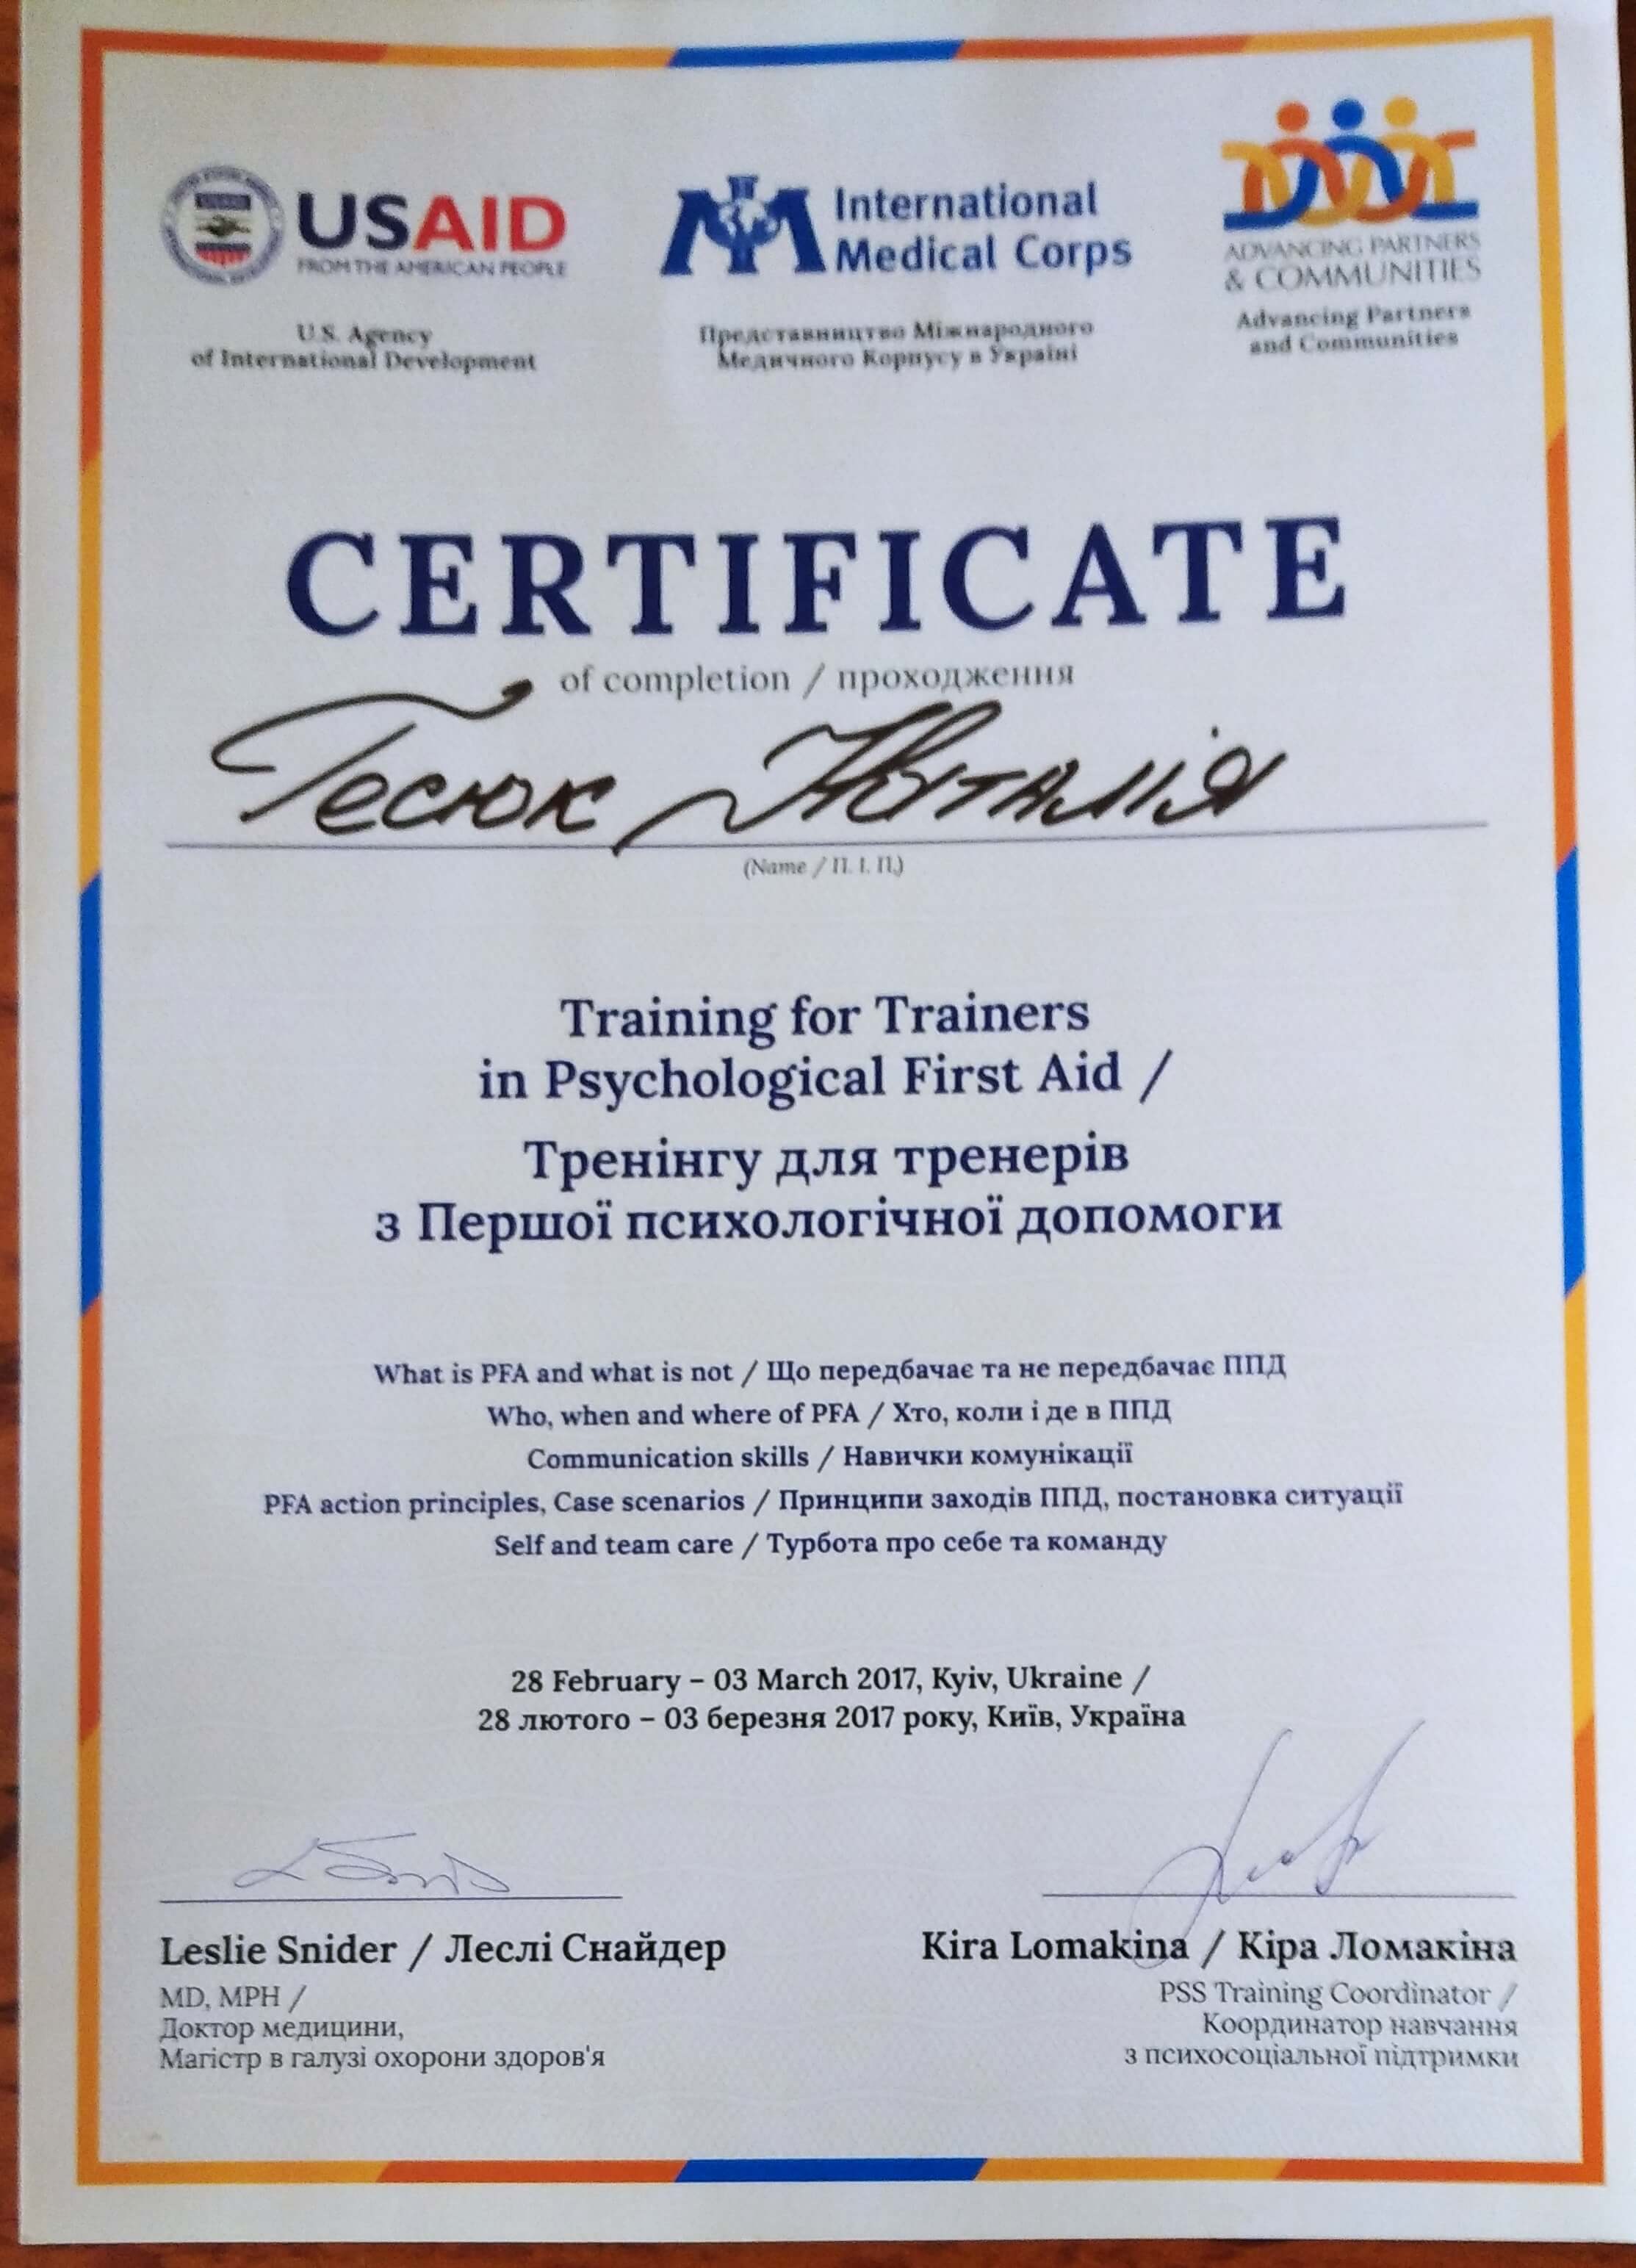 USAID
FROM THE AMERICAN PEOPLE
U.S. Agency
of International Development
International
Medical Corps
Представництво Міжнародного
Медичного Корпусу в Україні
ADVANCING PARTNERS
& COMMUNITIES
Advancing Partners
and Communities
CERTIFICATE
of completion / проходження
Гесюк Наталія
(Name / П. І. П.)
Training for Trainers
in Psychological First Aid /
Тренінгу для тренерів
з Першої психологічної допомоги
What is PFA and what is not / Що передбачає та не передбачає ППД
Who, when and where of PFA / Хто, коли і де в ППД
Communication skills / Навички комунікації
PFA action principles, Case scenarios / Принципи заходів ППД, постановка ситуації
Self and team care / Турбота про себе та команду
28 February – 03 March 2017, Kyiv, Ukraine /
28 лютого – 03 березня 2017 року, Київ, Україна
Leslie Snider / Леслі Снайдер
MD, MPH /
Доктор медицини,
Магістр в галузі охорони здоров'я
Kira Lomakina / Кіра Ломакіна
PSS Training Coordinator /
Координатор навчання
з психосоціальної підтримки